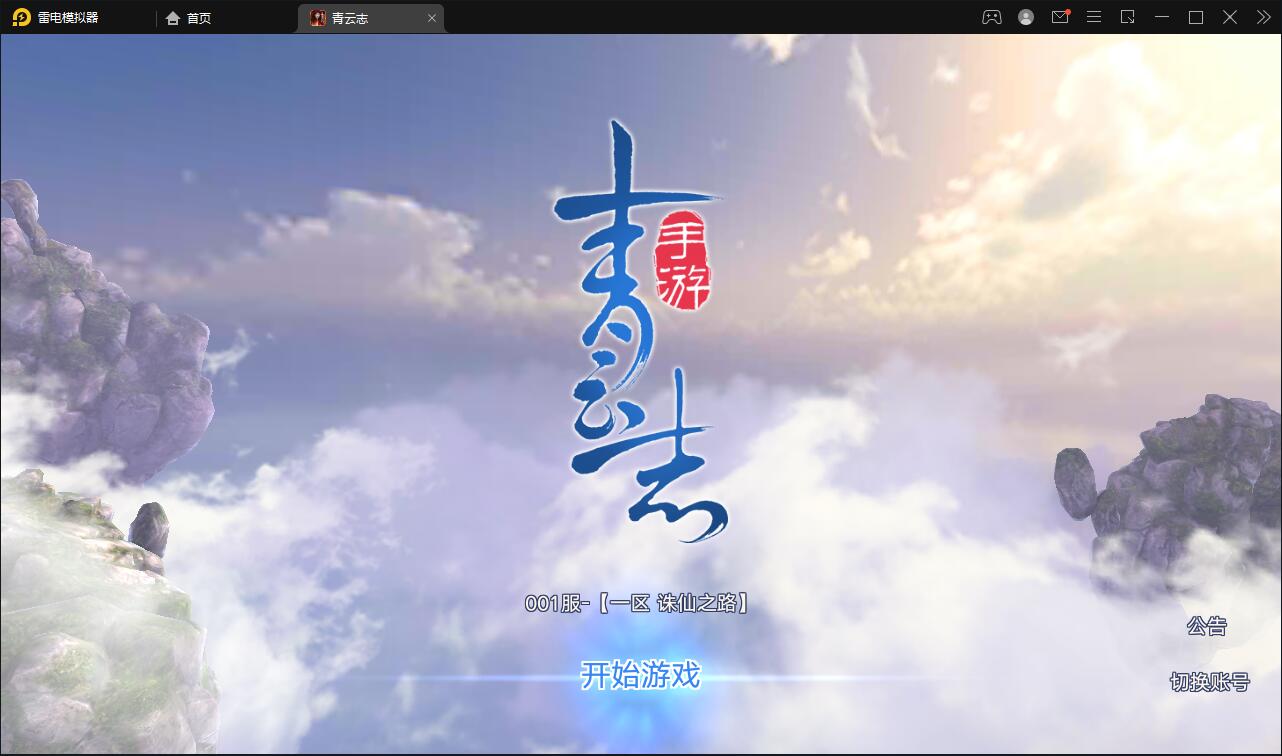 雷电模拟器
首页
青云志
青云志
手游
001服-【一区 诛仙之路】
开始游戏
公告
切换账号